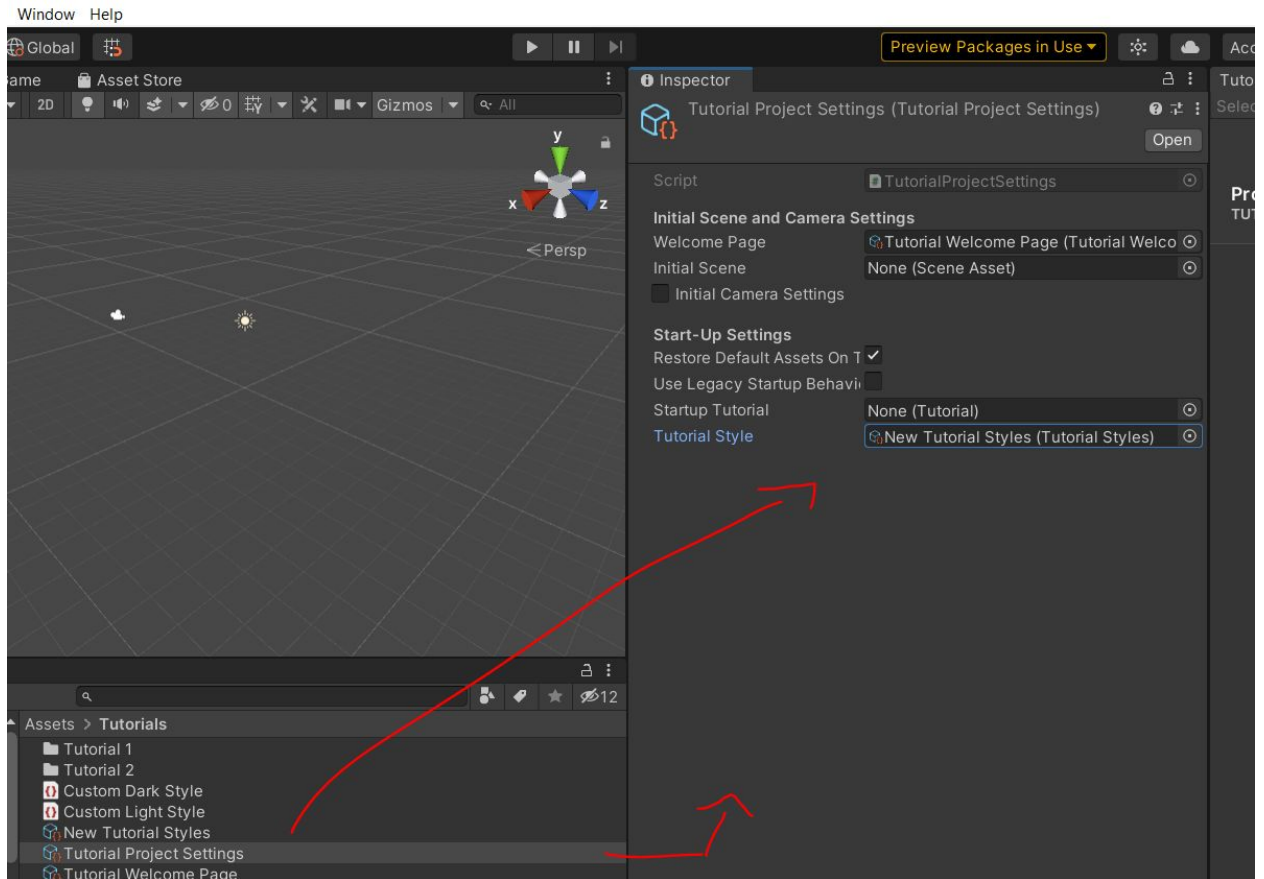 Window Help
Global
Preview Packages in Use
Acc
ame
Asset Store
Inspector
Tuto
2D
0
Gizmos
All
Tutorial Project Settings (Tutorial Project Settings)
Selec
Open
y
x
z
Persp
Script
TutorialProjectSettings
Pro
TUT
Initial Scene and Camera Settings
Welcome Page
Tutorial Welcome Page (Tutorial Welco
Initial Scene
None (Scene Asset)
Initial Camera Settings
Start-Up Settings
Restore Default Assets On T
Use Legacy Startup Behavi
Startup Tutorial
None (Tutorial)
Tutorial Style
New Tutorial Styles (Tutorial Styles)
12
Assets > Tutorials
Tutorial 1
Tutorial 2
Custom Dark Style
Custom Light Style
New Tutorial Styles
Tutorial Project Settings
Tutorial Welcome Page